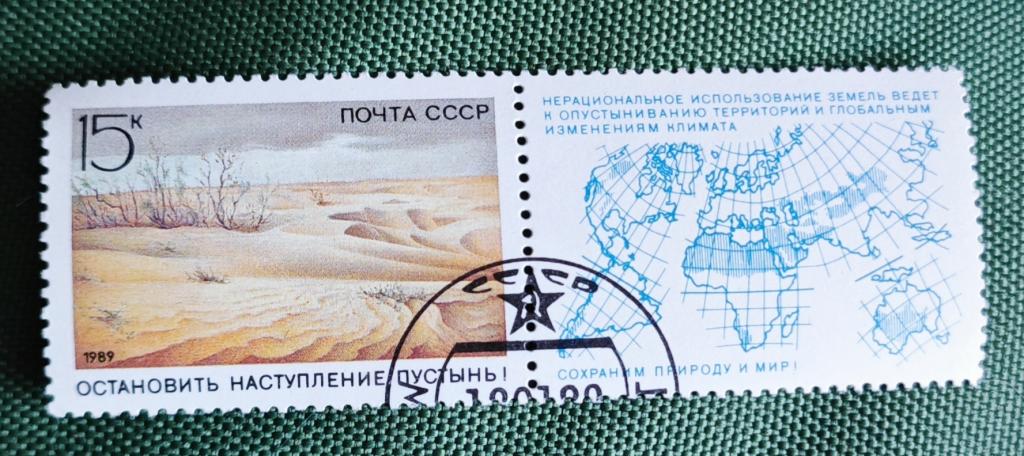 15К
ПОЧТА СССР
1989
ОСТАНОВИТЬ НАСТУПЛЕНИЕ ПУСТЫНЬ!
НЕРАЦИОНАЛЬНОЕ ИСПОЛЬЗОВАНИЕ ЗЕМЕЛЬ ВЕДЕТ
К ОПУСТЫНИВАНИЮ ТЕРРИТОРИЙ И ГЛОБАЛЬНЫМ
ИЗМЕНЕНИЯМ КЛИМАТА
СОХРАНИМ ПРИРОДУ И МИР!
СССР